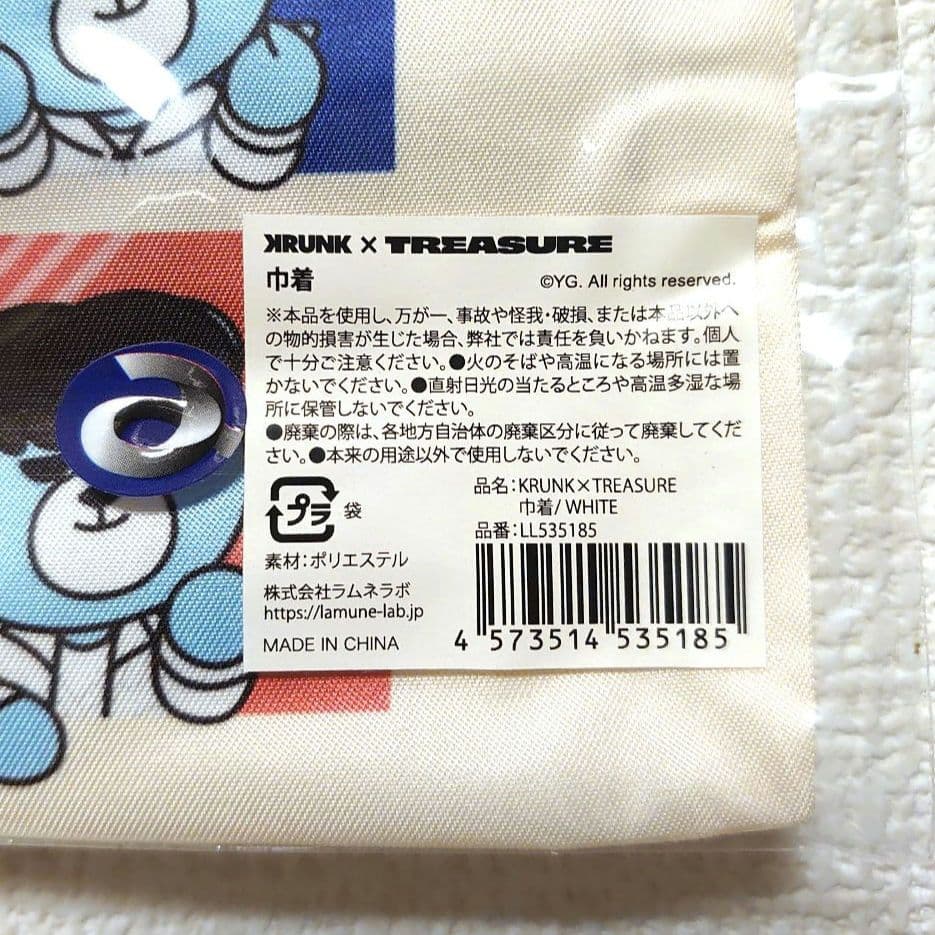 KRUNK × TREASURE
巾着
©YG. All rights reserved.
※本品を使用し、万が一、事故や怪我・破損、または本品以外へ
の物的損害が生じた場合、弊社では責任を負いかねます。個人
で十分ご注意ください。●火のそばや高温になる場所には置
かないでください。●直射日光の当たるところや高温多湿な場
所に保管しないでください。
●廃棄の際は、各地方自治体の廃棄区分に従って廃棄してくだ
さい。●本来の用途以外で使用しないでください。
プラ 袋
品名：KRUNK×TREASURE
巾着/ WHITE
品番：LL535185
素材：ポリエステル
株式会社ラムネラボ
https://lamune-lab.jp
MADE IN CHINA
4 573514 535185